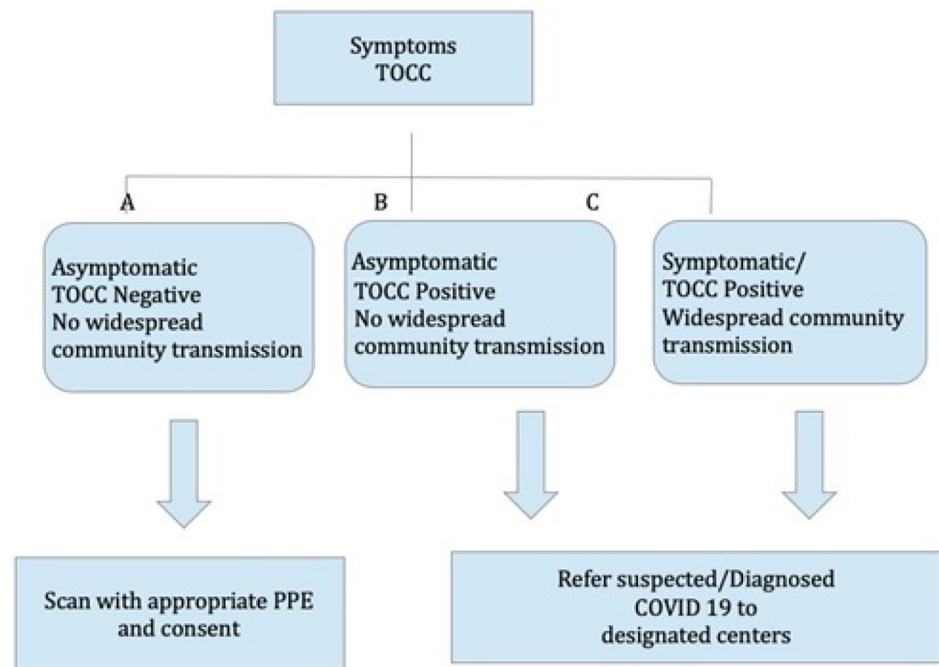 Symptoms
TOCC
A
B
C
Asymptomatic
TOCC Negative
No widespread
community transmission
Asymptomatic
TOCC Positive
No widespread
community transmission
Symptomatic/
TOCC Positive
Widespread community
transmission
Scan with appropriate PPE
and consent
Refer suspected/Diagnosed
COVID 19 to
designated centers